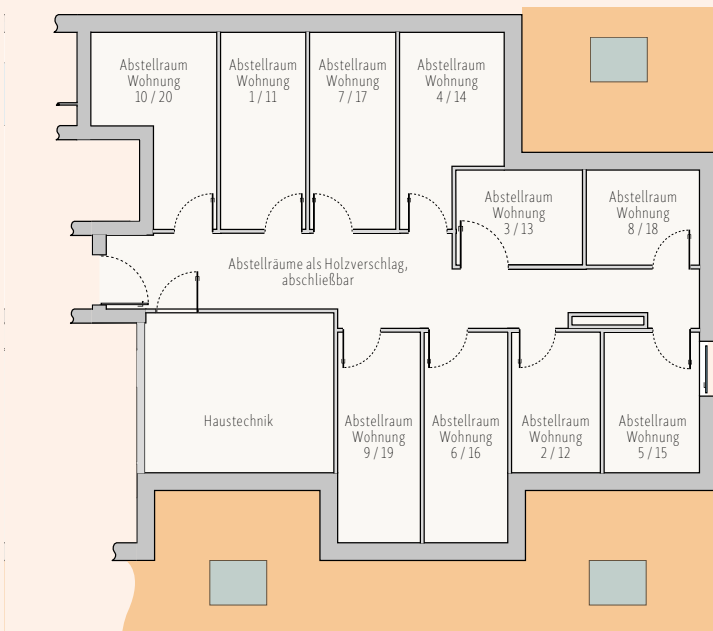 Abstellraum
Wohnung
10 / 20
Abstellraum
Wohnung
1 / 11
Abstellraum
Wohnung
7 / 17
Abstellraum
Wohnung
4 / 14
Abstellraum
Wohnung
3 / 13
Abstellraum
Wohnung
8 / 18
Abstellräume als Holzverschlag,
abschließbar
Haustechnik
Abstellraum
Wohnung
9 / 19
Abstellraum
Wohnung
6 / 16
Abstellraum
Wohnung
2 / 12
Abstellraum
Wohnung
5 / 15